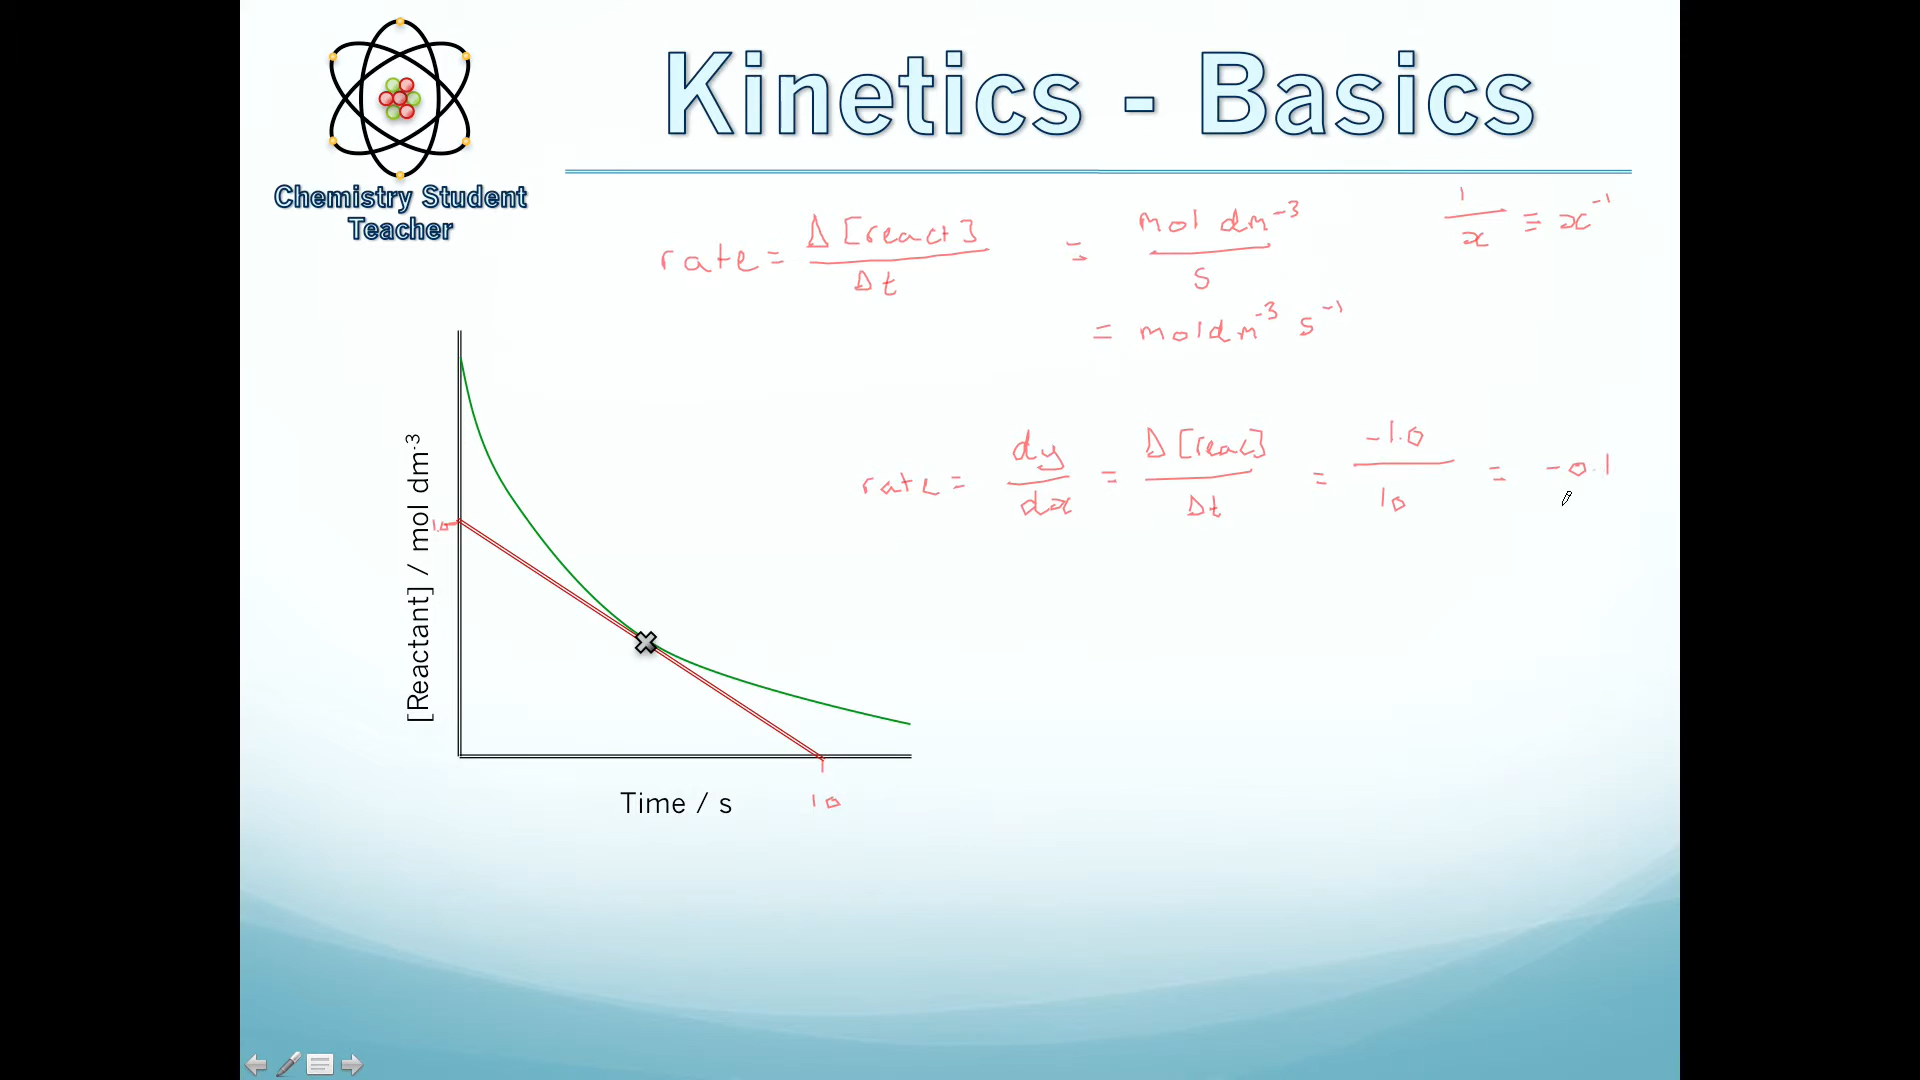 Kinetics - Basics
Chemistry Student
Teacher
rate = Δ[react] / Δt = mol dm⁻³ / s
1 / x ≡ x⁻¹
= mol dm⁻³ s⁻¹
rate = dy / dx = Δ[reac] / Δt = -1.0 / 10 = -0.1
[Reactant] / mol dm-3
1.0
Time / s
10